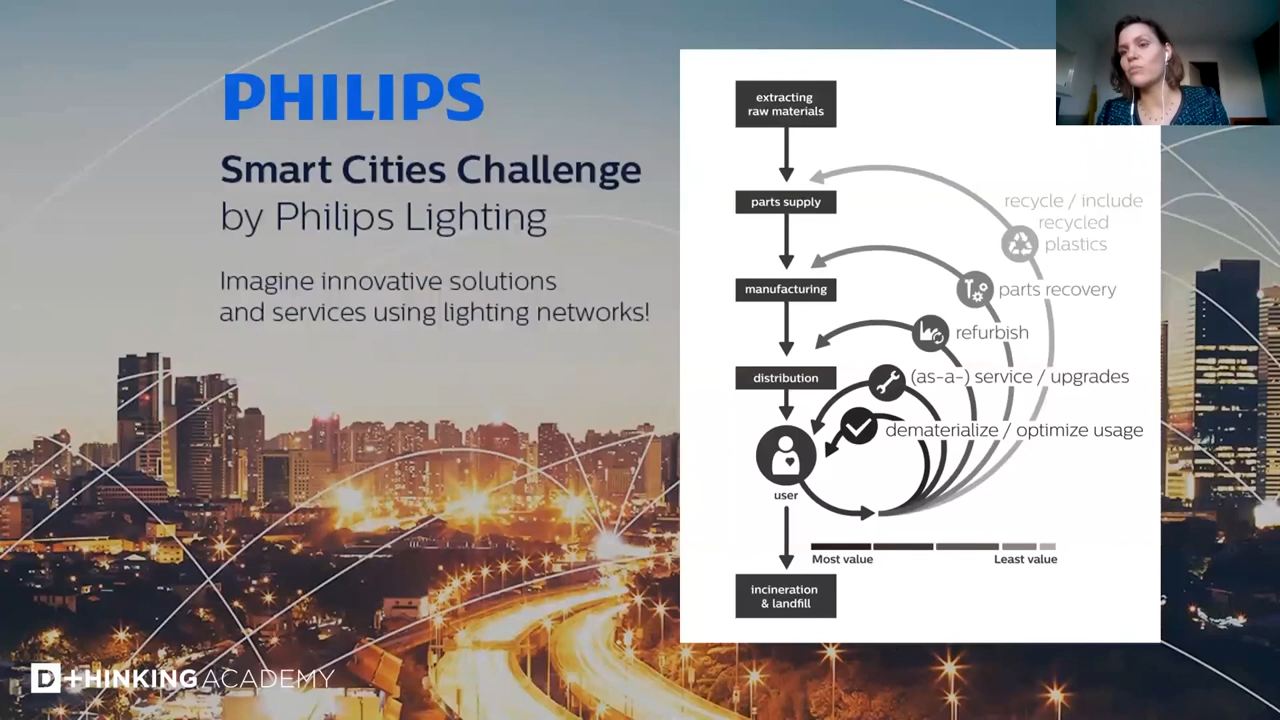 PHILIPS
Smart Cities Challenge
by Philips Lighting
Imagine innovative solutions
and services using lighting networks!
extracting
raw materials
parts supply
manufacturing
distribution
user
incineration
& landfill
recycle / include
recycled
plastics
parts recovery
refurbish
(as-a-) service / upgrades
dematerialize / optimize usage
Most value
Least value
D+HINKING ACADEMY